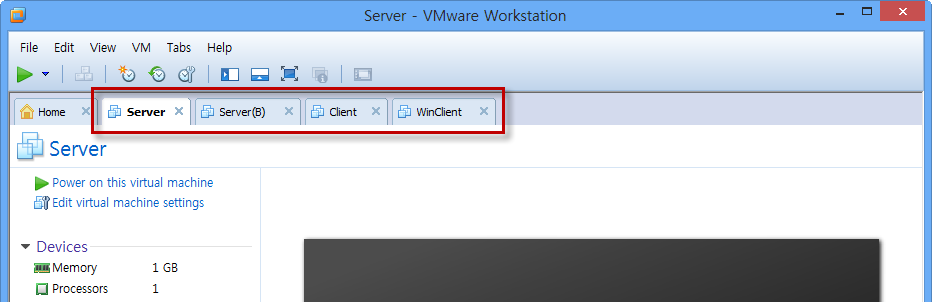 Server - VMware Workstation
File Edit View VM Tabs Help
Home Server Server(B) Client WinClient
Server
Power on this virtual machine
Edit virtual machine settings
Devices
Memory 1 GB
Processors 1